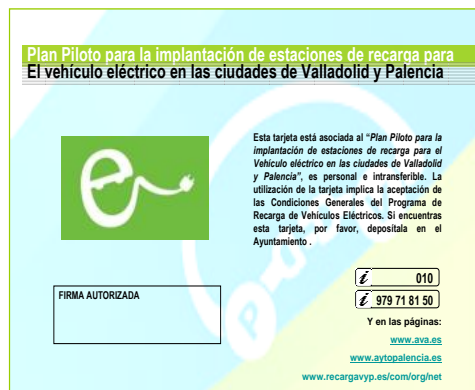 Plan Piloto para la implantación de estaciones de recarga para
El vehículo eléctrico en las ciudades de Valladolid y Palencia
Esta tarjeta está asociada al “Plan Piloto para la
implantación de estaciones de recarga para el
Vehículo eléctrico en las ciudades de Valladolid
y Palencia”, es personal e intransferible. La
utilización de la tarjeta implica la aceptación de
las Condiciones Generales del Programa de
Recarga de Vehículos Eléctricos. Si encuentras
esta tarjeta, por favor, deposítala en el
Ayuntamiento .
i 010
i 979 71 81 50
FIRMA AUTORIZADA
Y en las páginas:
www.ava.es
www.aytopalencia.es
www.recargavyp.es/com/org/net